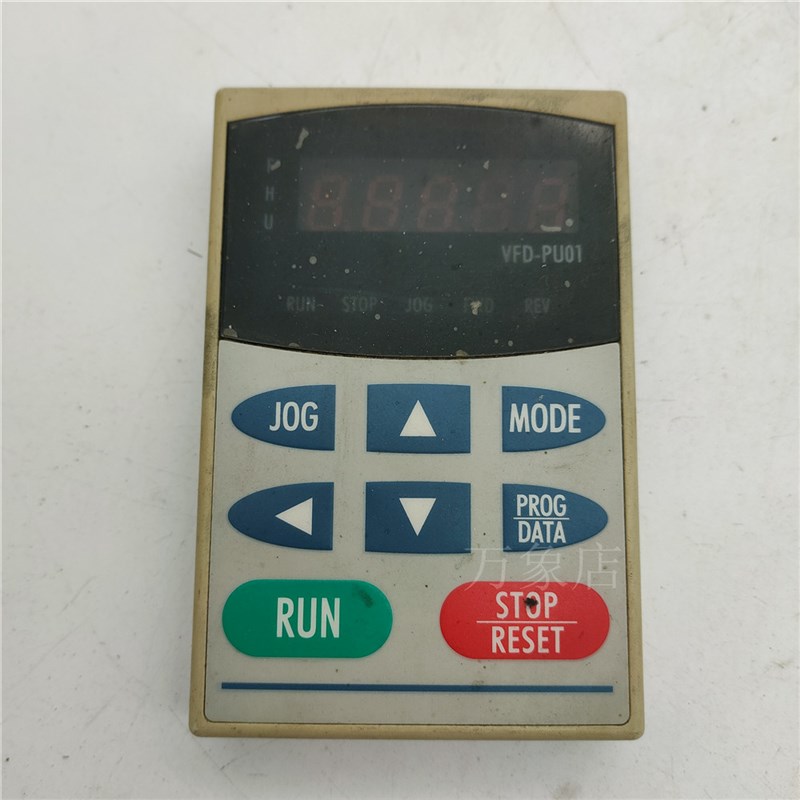 F
H
U
VFD-PU01
RUN STOP JOG FWD REV
JOG
MODE
PROG
DATA
万象店
RUN
STOP
RESET